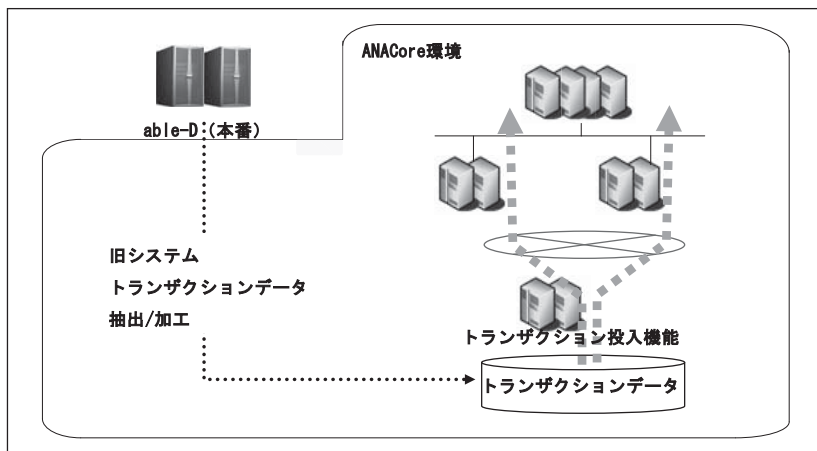 ANACore環境
able-D（本番）
旧システム
トランザクションデータ
抽出/加工
トランザクション投入機能
トランザクションデータ